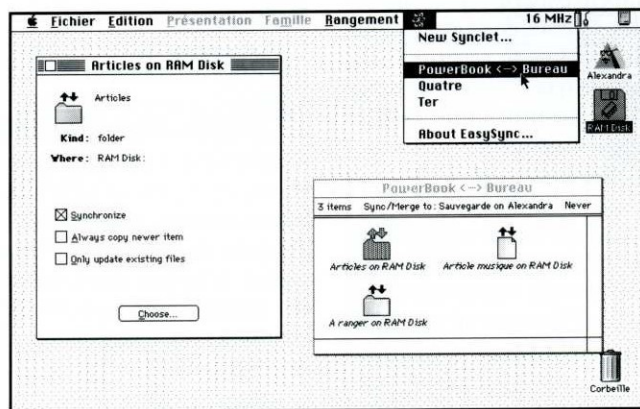 Fichier Edition Présentation Famille Rangement 16 MHz
New Synclet...
PowerBook <-> Bureau
Quatre
Ter
About EasySync...
Alexandra
RAM Disk
Articles on RAM Disk
Articles
Kind: folder
Where: RAM Disk:
Synchronize
Always copy newer item
Only update existing files
Choose...
PowerBook <-> Bureau
3 items Sync/Merge to: Sauvegarde on Alexandra Never
Articles on RAM Disk Article musique on RAM Disk
A ranger on RAM Disk
Corbeille